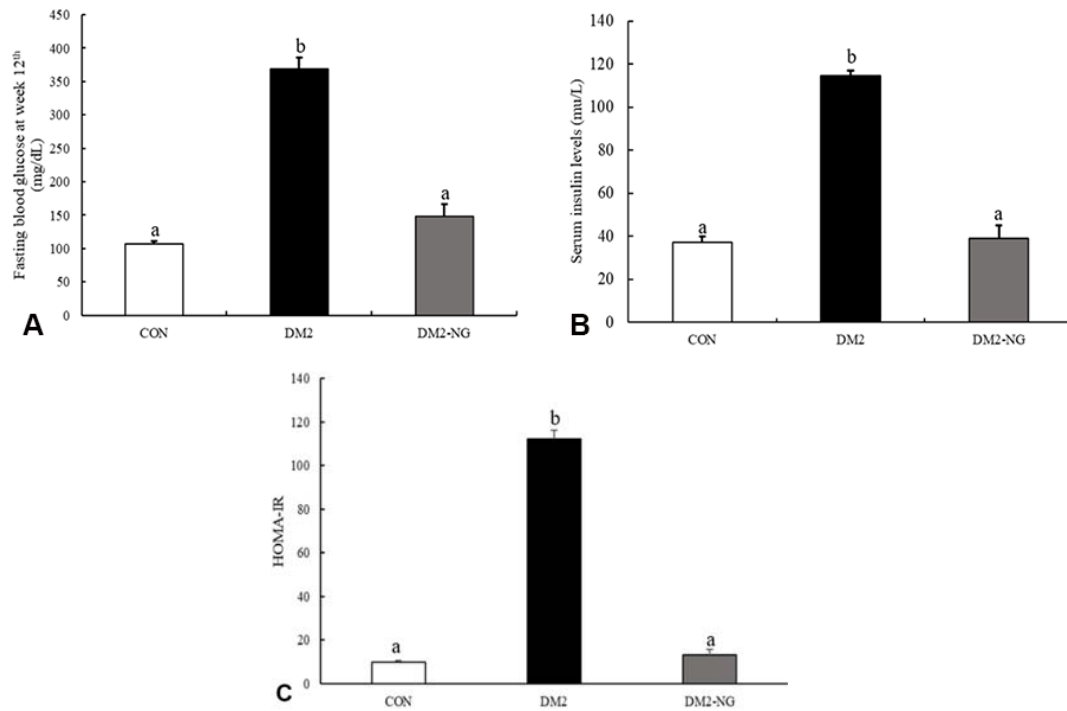 Fasting blood glucose at week 12th
(mg/dL)
450
400
350
300
250
200
150
100
50
0
a
b
a
CON
DM2
DM2-NG
A
Serum insulin levels (mu/L)
140
120
100
80
60
40
20
0
a
b
a
CON
DM2
DM2-NG
B
HOMA-IR
140
120
100
80
60
40
20
0
a
b
a
CON
DM2
DM2-NG
C